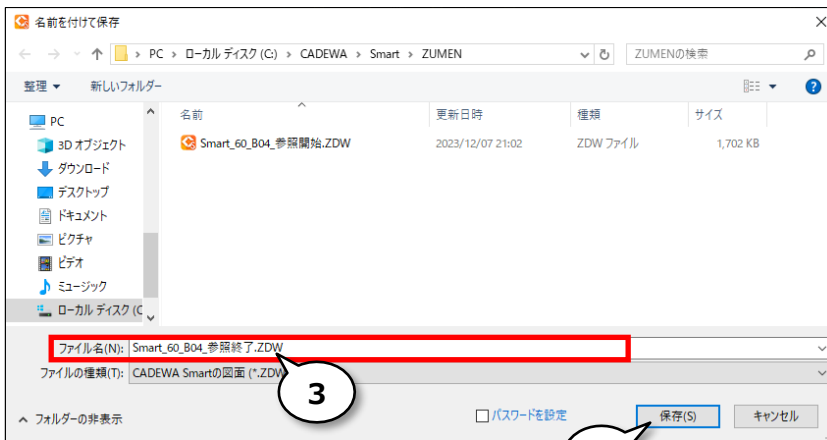 名前を付けて保存
PC › ローカル ディスク (C:) › CADEWA › Smart › ZUMEN
ZUMENの検索
整理 新しいフォルダー
名前 更新日時 種類 サイズ
PC
Smart_60_B04_参照開始.ZDW 2023/12/07 21:02 ZDW ファイル 1,702 KB
3D オブジェクト
ダウンロード
デスクトップ
ドキュメント
ピクチャ
ビデオ
ミュージック
ローカル ディスク (C
ファイル名(N): Smart_60_B04_参照終了.ZDW
ファイルの種類(T): CADEWA Smartの図面 (*.ZDW
3
フォルダーの非表示
パスワードを設定
保存(S)
キャンセル